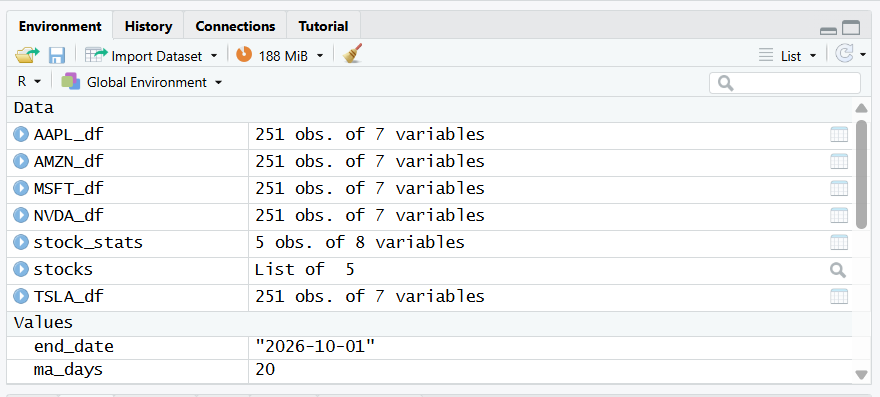 Environment History Connections Tutorial
Import Dataset 188 MiB List
R Global Environment
Data
AAPL_df 251 obs. of 7 variables
AMZN_df 251 obs. of 7 variables
MSFT_df 251 obs. of 7 variables
NVDA_df 251 obs. of 7 variables
stock_stats 5 obs. of 8 variables
stocks List of  5
TSLA_df 251 obs. of 7 variables
Values
end_date "2026-10-01"
ma_days 20